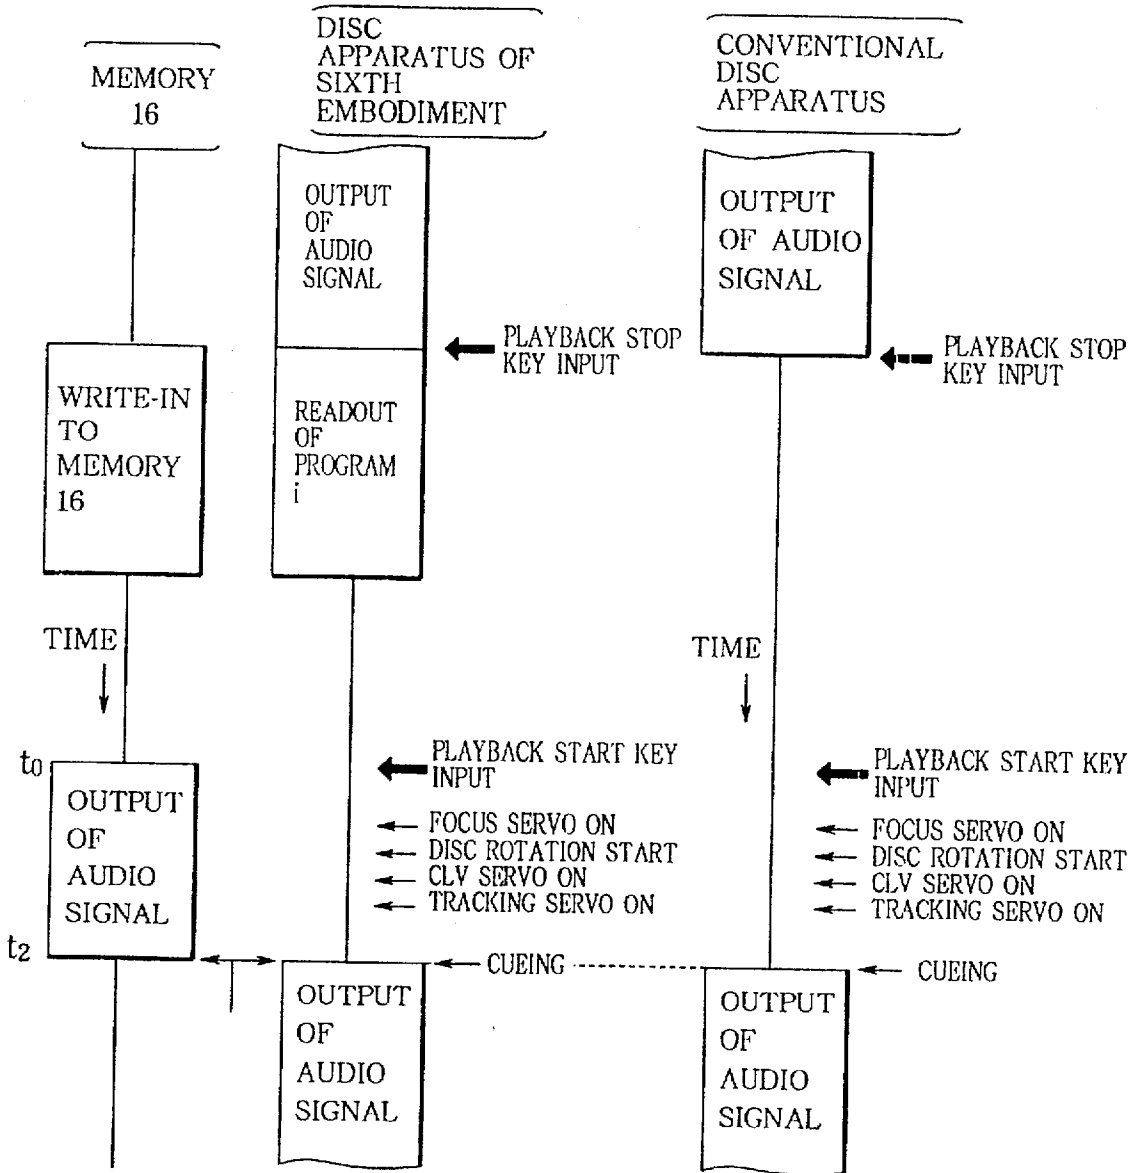 MEMORY
16
DISC
APPARATUS OF
SIXTH
EMBODIMENT
CONVENTIONAL
DISC
APPARATUS
OUTPUT
OF
AUDIO
SIGNAL
OUTPUT
OF AUDIO
SIGNAL
PLAYBACK STOP
KEY INPUT
PLAYBACK STOP
KEY INPUT
WRITE-IN
TO
MEMORY
16
READOUT
OF
PROGRAM
i
TIME
TIME
t0
PLAYBACK START KEY
INPUT
PLAYBACK START KEY
INPUT
OUTPUT
OF
AUDIO
SIGNAL
FOCUS SERVO ON
DISC ROTATION START
CLV SERVO ON
TRACKING SERVO ON
FOCUS SERVO ON
DISC ROTATION START
CLV SERVO ON
TRACKING SERVO ON
t2
CUEING
CUEING
OUTPUT
OF
AUDIO
SIGNAL
OUTPUT
OF
AUDIO
SIGNAL